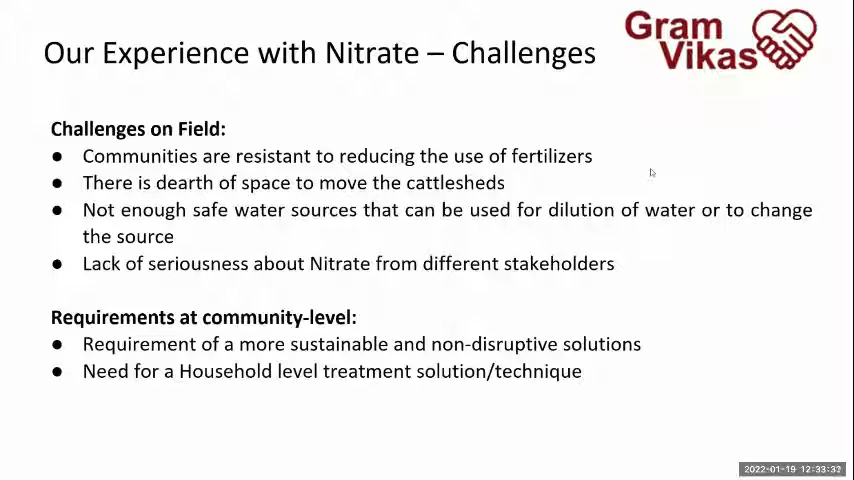 Our Experience with Nitrate – Challenges
Gram
Vikas
Challenges on Field:
● Communities are resistant to reducing the use of fertilizers
● There is dearth of space to move the cattlesheds
● Not enough safe water sources that can be used for dilution of water or to change
the source
● Lack of seriousness about Nitrate from different stakeholders
Requirements at community-level:
● Requirement of a more sustainable and non-disruptive solutions
● Need for a Household level treatment solution/technique
2022-01-19 12:33:32